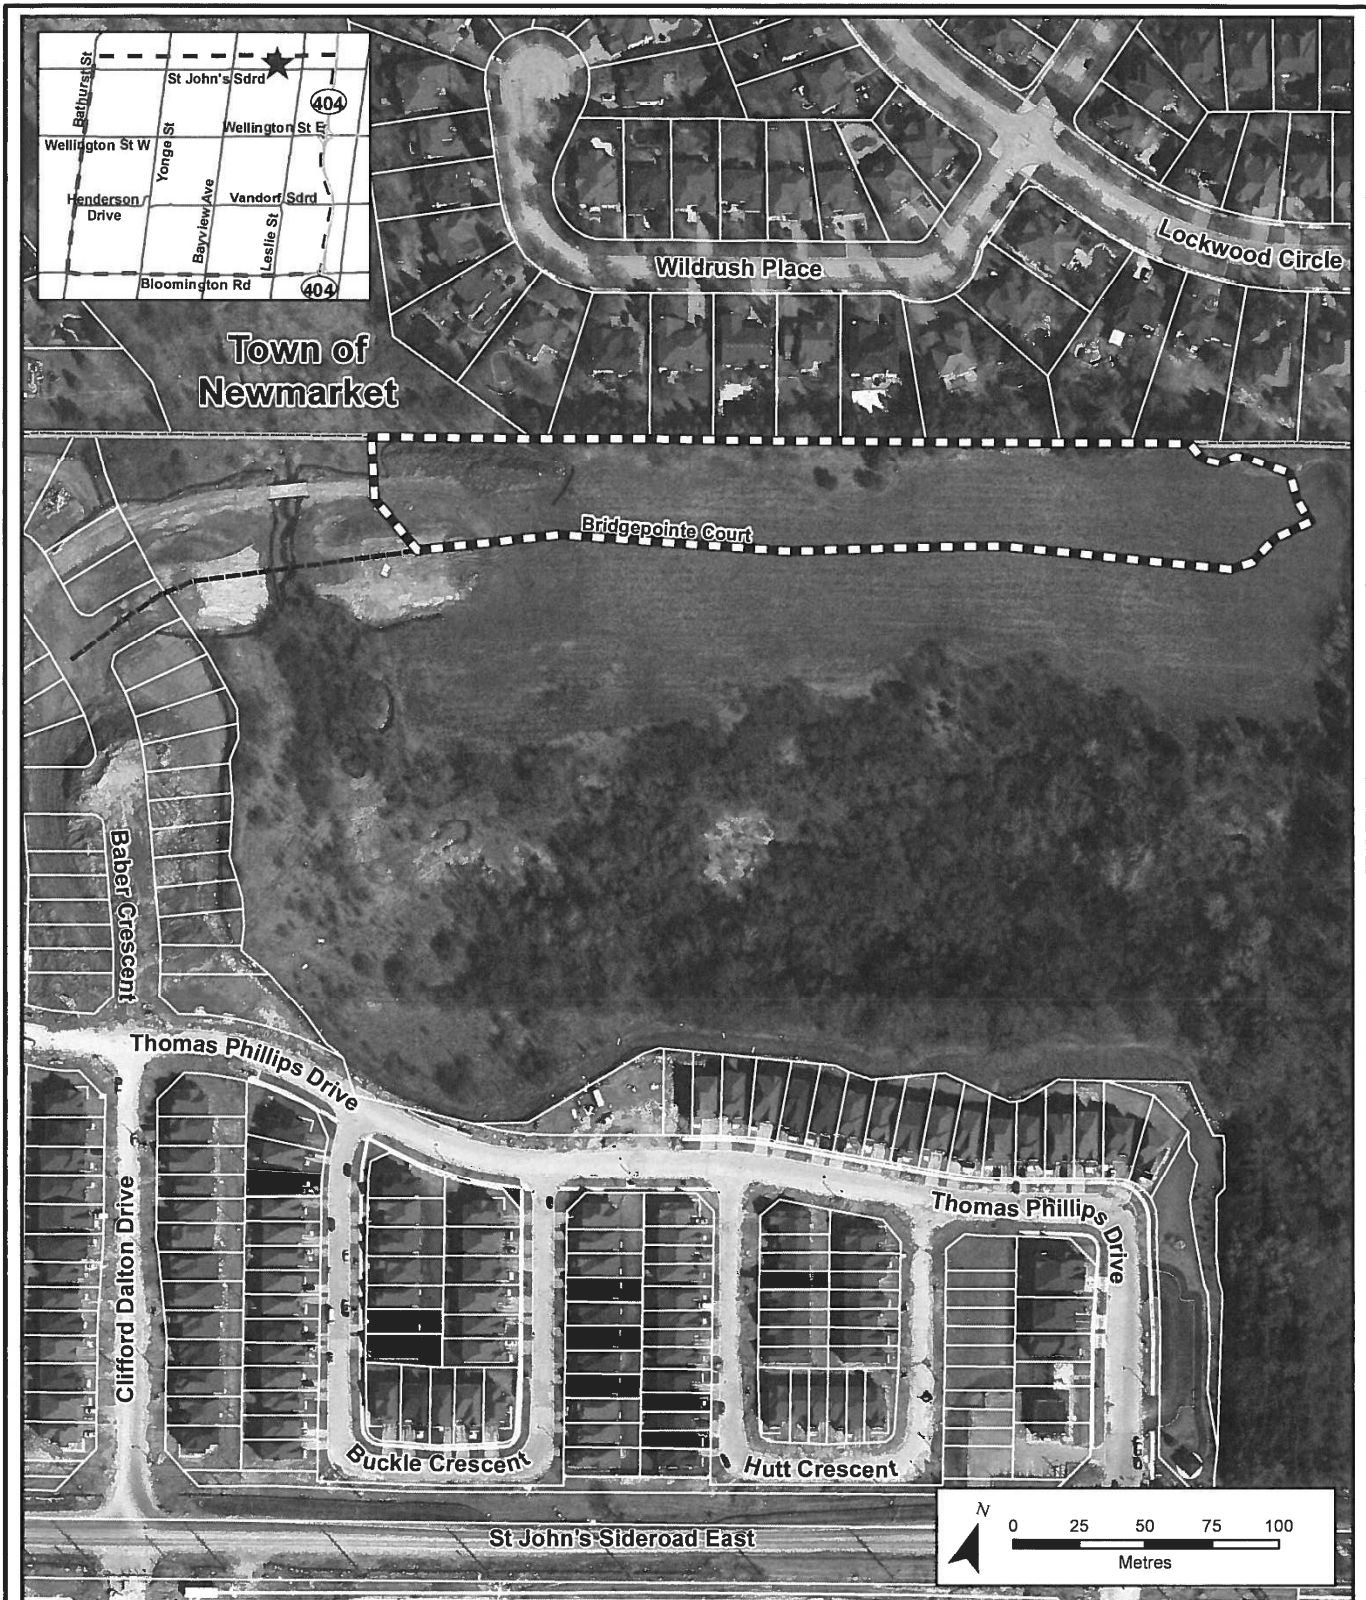 Bathurst St
St John's Sdrd
404
Wellington St E
Wellington St W
Yonge St
Henderson
Drive
Bayview Ave
Vandorf Sdrd
Leslie St
Bloomington Rd
404
Lockwood Circle
Wildrush Place
Town of
Newmarket
Bridgepointe Court
Baber Crescent
Thomas Phillips Drive
Clifford Dalton Drive
Thomas Phillips Drive
Buckle Crescent
Hutt Crescent
St John's Sideroad East
N
0 25 50 75 100
Metres